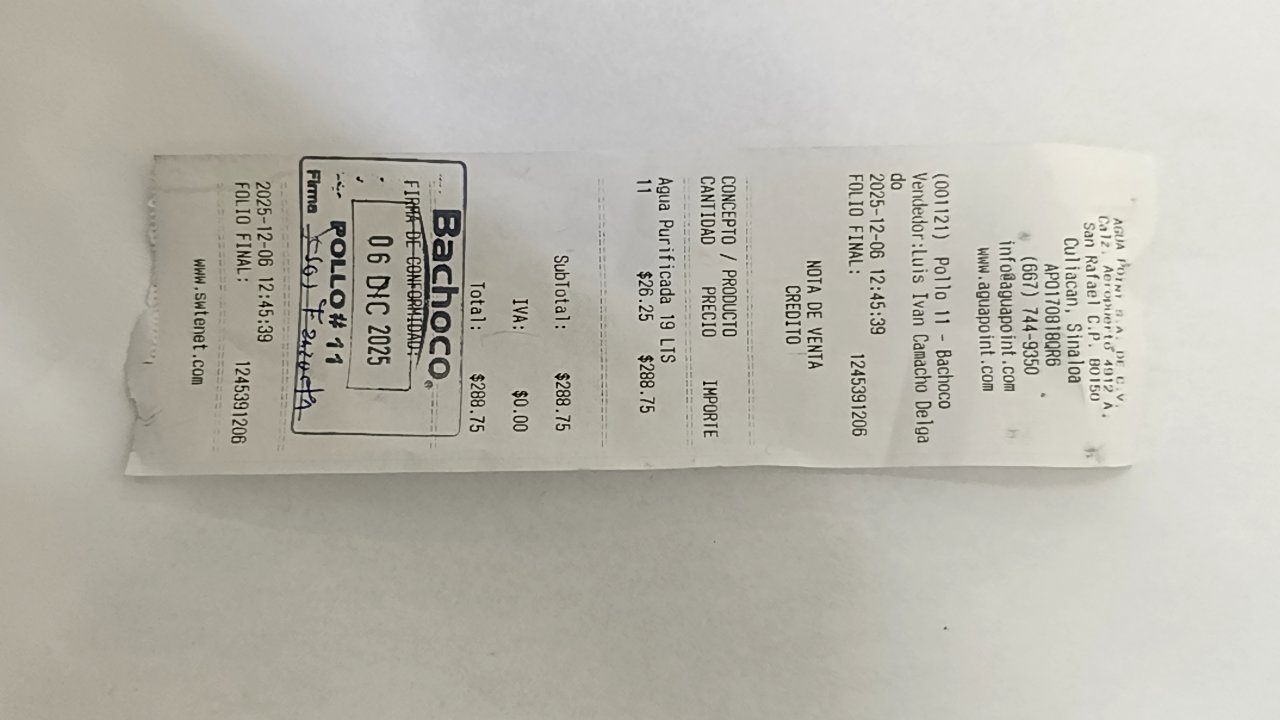 AGUA POINT S.A. DE C.V.
Calz. Aeropuerto 4912 A,
San Rafael C.P. 80150
Culiacan, Sinaloa
APO170818QR6
(667) 744-9350
info@aguapoint.com
www.aguapoint.com
(001121) Pollo 11 - Bachoco
Vendedor:Luis Ivan Camacho Delga
do
2025-12-06 12:45:39
FOLIO FINAL: 1245391206
NOTA DE VENTA
CREDITO
CONCEPTO / PRODUCTO
CANTIDAD PRECIO IMPORTE
Agua Purificada 19 LTS
11 $26.25 $288.75
SubTotal: $288.75
IVA: $0.00
Total: $288.75
Bachoco®
FIRMA DE CONFORMIDAD:
06 DIC 2025
POLLO # 11
Firma
2025-12-06 12:45:39
FOLIO FINAL: 1245391206
www.swtenet.com